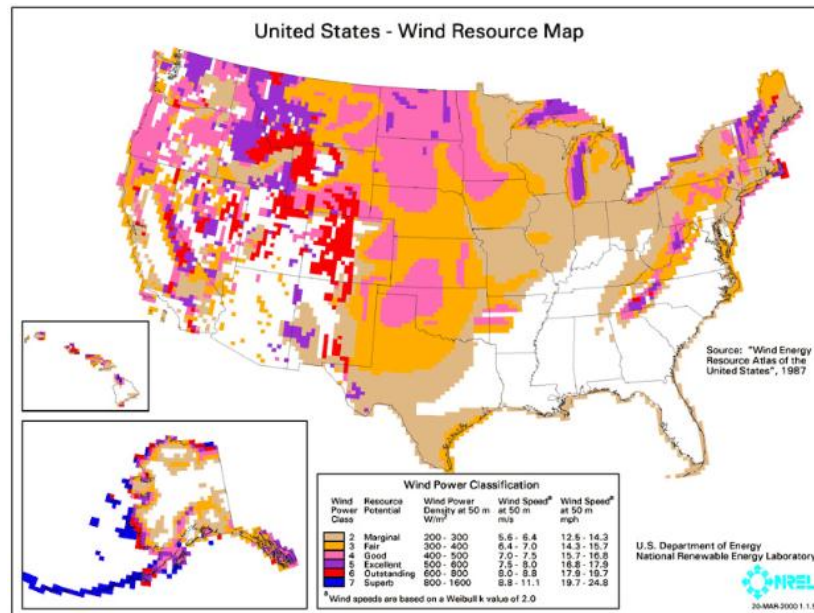 United States - Wind Resource Map
Source: "Wind Energy
Resource Atlas of the
United States", 1987
Wind Power Classification
Wind Power Class Resource Potential Wind Power Density at 50 m W/m² Wind Speedᵃ at 50 m m/s Wind Speedᵃ at 50 m mph
2 Marginal 200 - 300 5.6 - 6.4 12.5 - 14.3
3 Fair 300 - 400 6.4 - 7.0 14.3 - 15.7
4 Good 400 - 500 7.0 - 7.5 15.7 - 16.8
5 Excellent 500 - 600 7.5 - 8.0 16.8 - 17.9
6 Outstanding 600 - 800 8.0 - 8.8 17.9 - 19.7
7 Superb 800 - 1600 8.8 - 11.1 19.7 - 24.8
ᵃ Wind speeds are based on a Weibull k value of 2.0
U.S. Department of Energy
National Renewable Energy Laboratory
NREL
20-MAR-2000 1.1.1